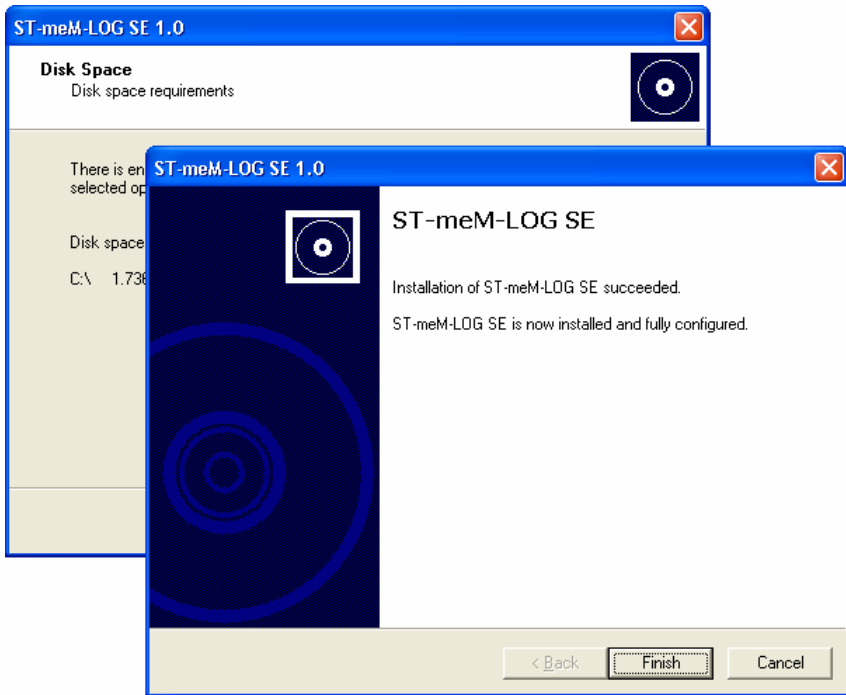 ST-meM-LOG SE 1.0
Disk Space
Disk space requirements
There is en
selected op
Disk space
C:\ 1.736
ST-meM-LOG SE 1.0
ST-meM-LOG SE
Installation of ST-meM-LOG SE succeeded.
ST-meM-LOG SE is now installed and fully configured.
< Back
Finish
Cancel